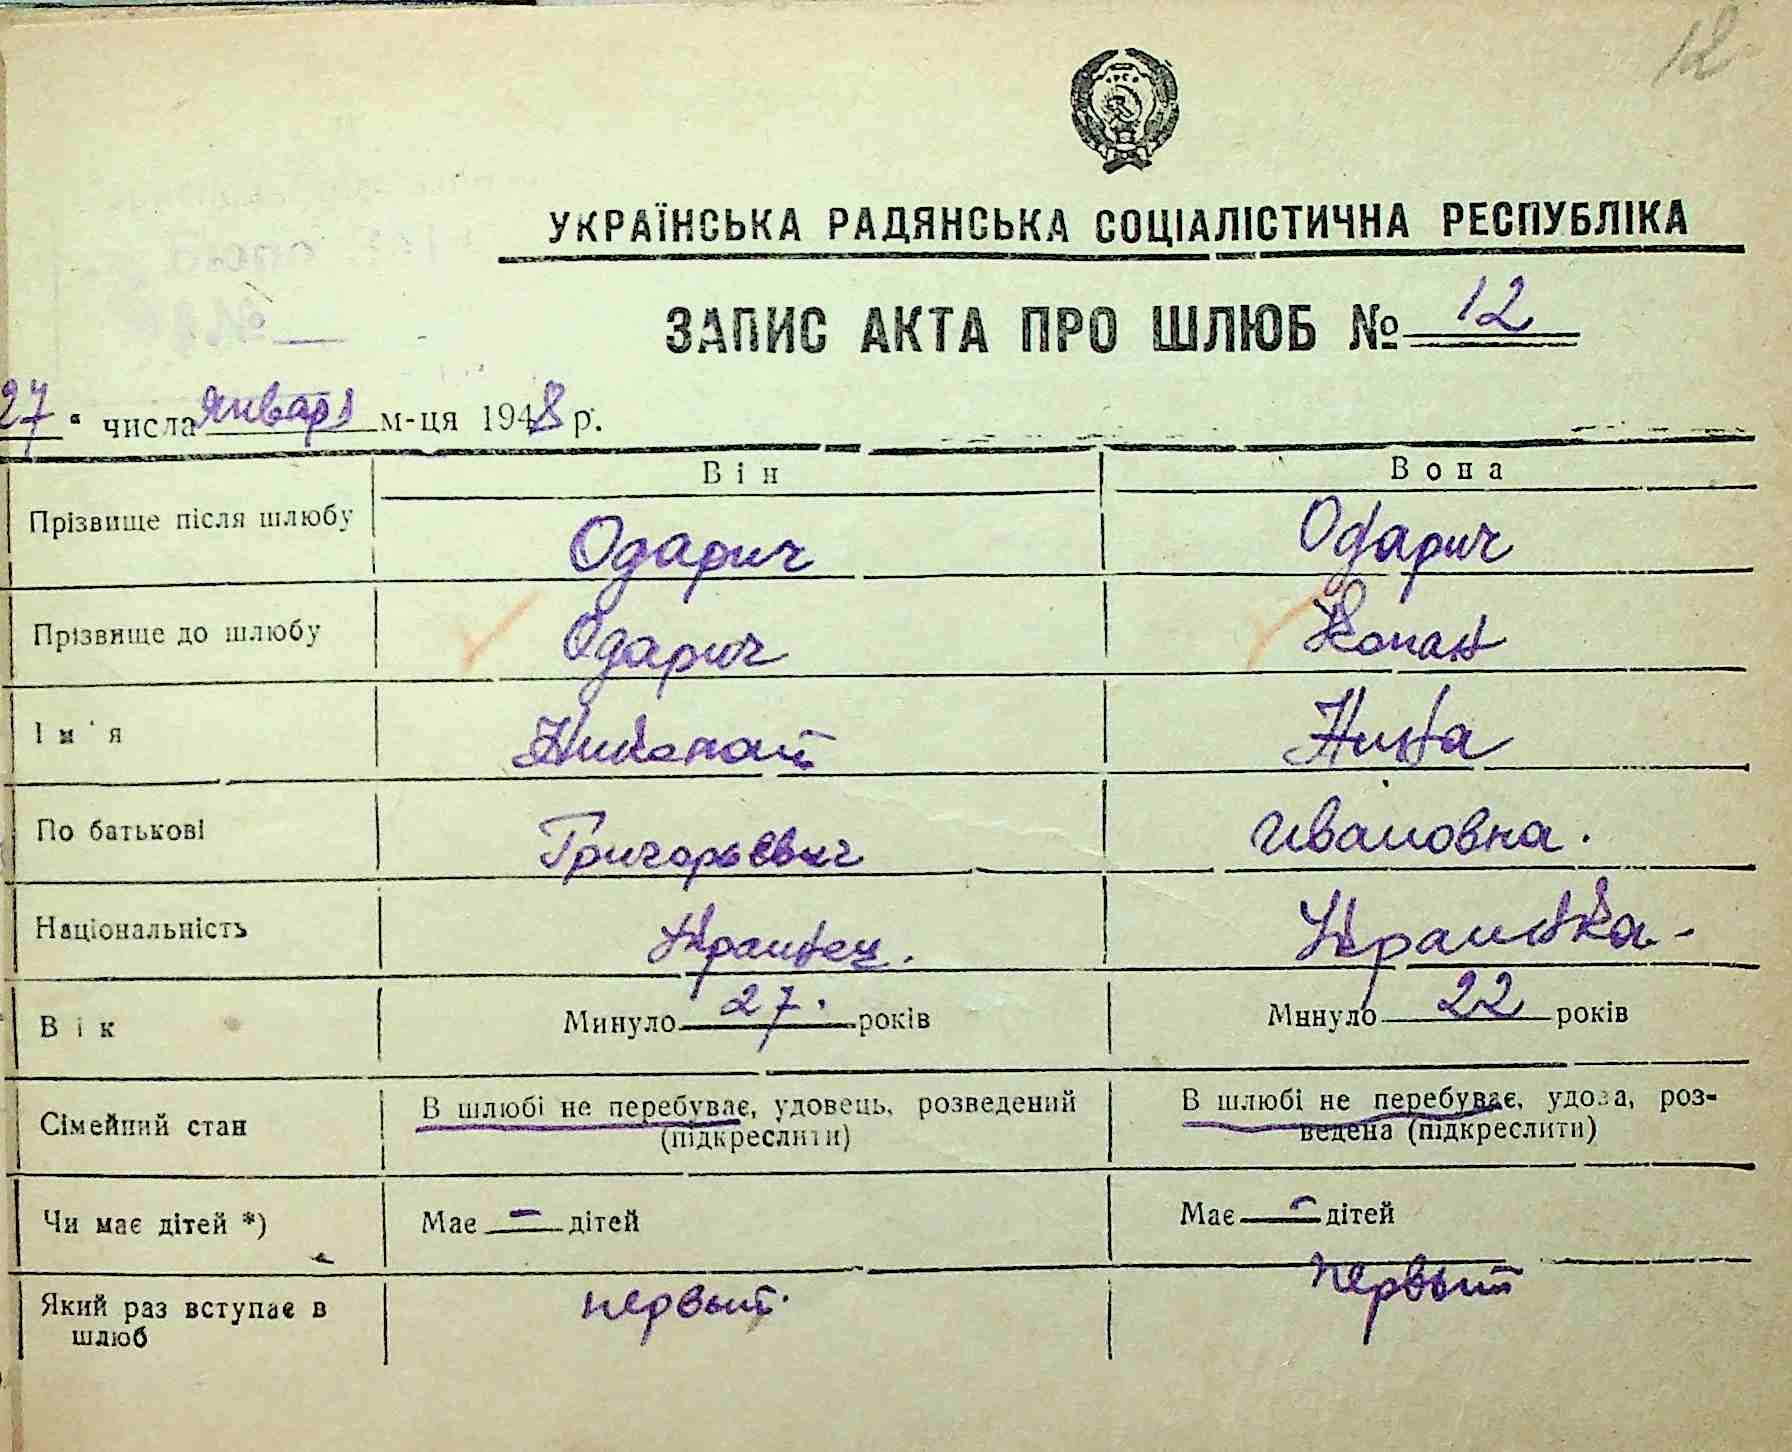 12
УКРАЇНСЬКА РАДЯНСЬКА СОЦІАЛІСТИЧНА РЕСПУБЛІКА
ЗАПИС АКТА ПРО ШЛЮБ № 12
27 " числа января м-ця 1948 р.
Він Вона
Прізвище після шлюбу Одарич Одарич
Прізвище до шлюбу Одарич Копан
Ім'я Николай Нина
По батькові Григорьевич Ивановна.
Національність Украинец. Украинка-
Вік Минуло 27. років Минуло 22 років
Сімейний стан В шлюбі не перебуває, удовець, розведений В шлюбі не перебуває, удова, роз-
(підкреслити) ведена (підкреслити)
Чи має дітей *) Має - дітей Має - дітей
Який раз вступає в первый. первый
шлюб